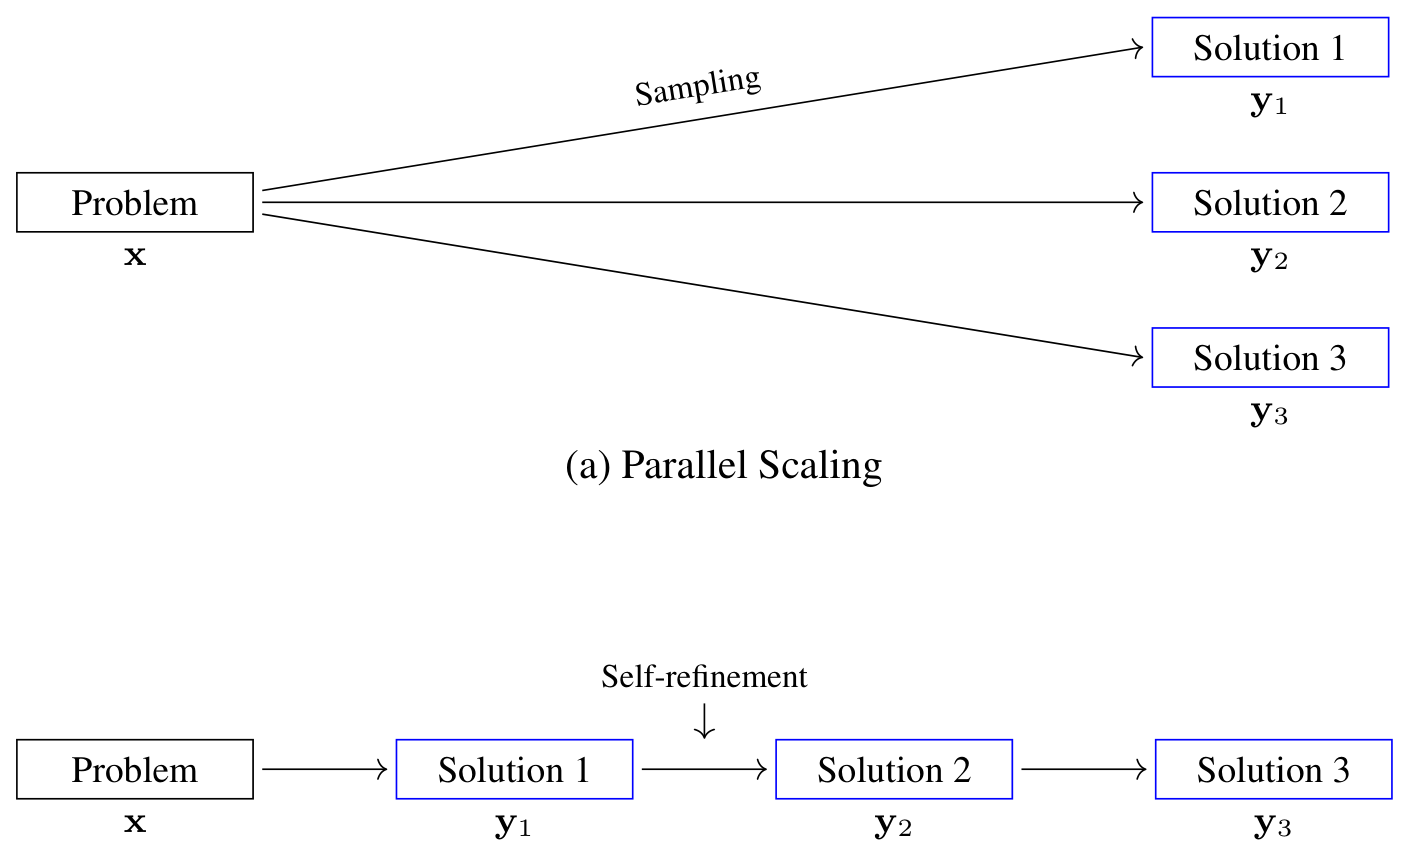 Sampling
Solution 1
y1
Problem
x
Solution 2
y2
Solution 3
y3
(a) Parallel Scaling
Self-refinement
Problem
x
Solution 1
y1
Solution 2
y2
Solution 3
y3